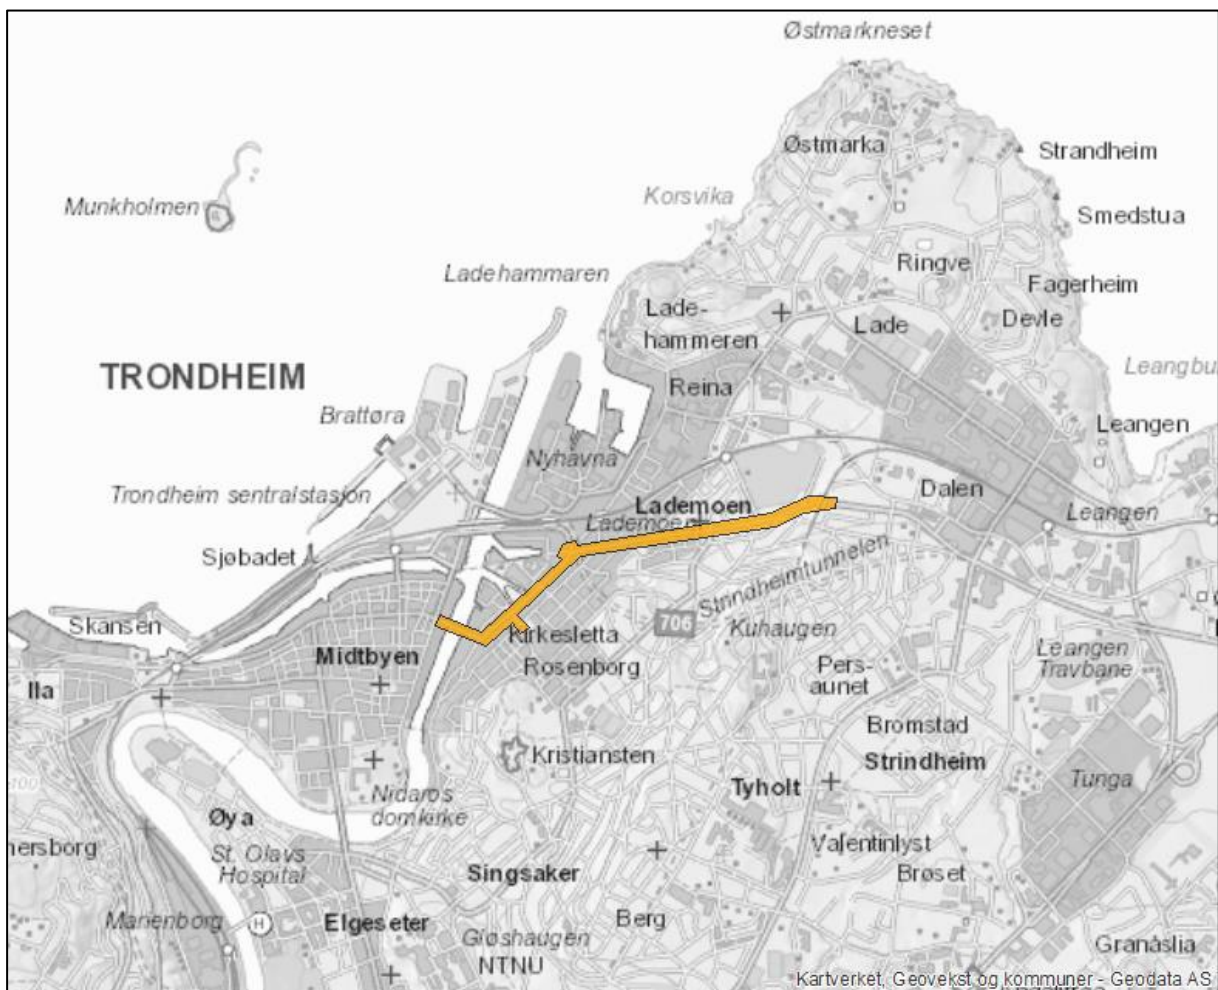 Østmarkneset
Østmarka
Strandheim
Munkholmen
Korsvika
Smedstua
Ladehammaren
Ringve
Fagerheim
Lade-
hammeren
Lade
Devle
TRONDHEIM
Reina
Leangbu
Brattøra
Leangen
Nyhavna
Trondheim sentralstasjon
Lademoen
Dalen
Lademoen
Leangen
Sjøbadet
Strindheimtunnelen
Skansen
Kirkesletta
706
Kuhaugen
Midtbyen
Rosenborg
Pers-
aunet
Leangen
Travbane
Ila
Bromstad
Kristiansten
Strindheim
Tyholt
Tunga
100
Nidaros
domkirke
Øya
Valentinlyst
mersborg
St. Olavs
Hospital
Singsaker
Brøset
Marienborg
H
Elgeseter
Berg
Gløshaugen
NTNU
Granåslia
Kartverket, Geovekst og kommuner - Geodata AS